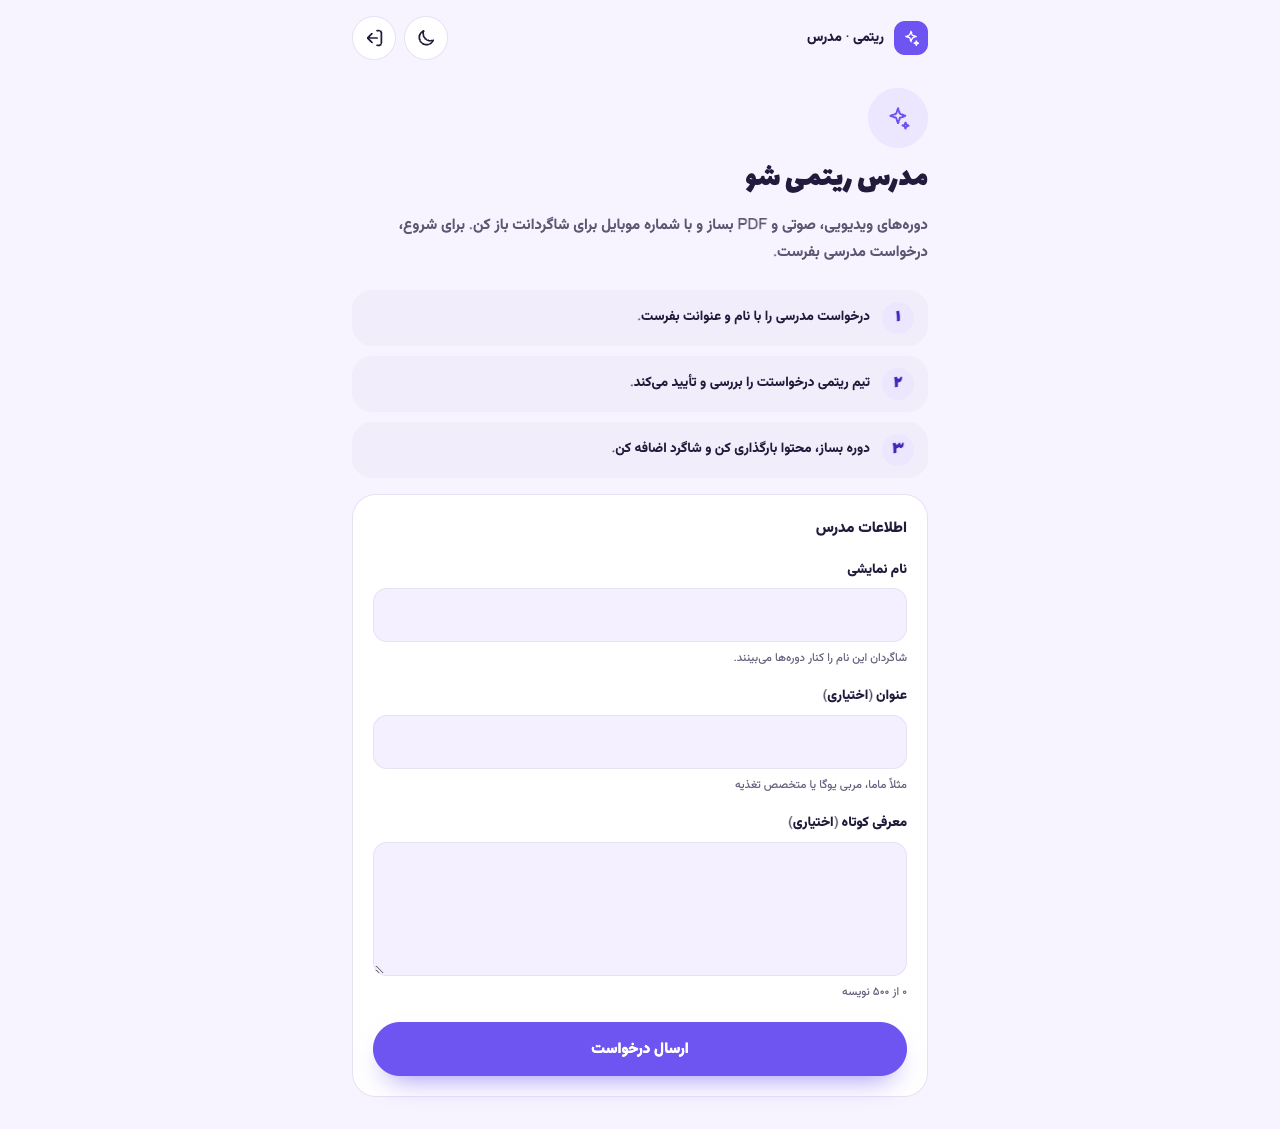 ریتمی · مدرس
مدرس ریتمی شو
دوره‌های ویدیویی، صوتی و PDF بساز و با شماره موبایل برای شاگردانت باز کن. برای شروع،
درخواست مدرسی بفرست.
۱ درخواست مدرسی را با نام و عنوانت بفرست.
۲ تیم ریتمی درخواستت را بررسی و تأیید می‌کند.
۳ دوره بساز، محتوا بارگذاری کن و شاگرد اضافه کن.
اطلاعات مدرس
نام نمایشی
شاگردان این نام را کنار دوره‌ها می‌بینند.
عنوان (اختیاری)
مثلاً ماما، مربی یوگا یا متخصص تغذیه
معرفی کوتاه (اختیاری)
۰ از ۵۰۰ نویسه
ارسال درخواست